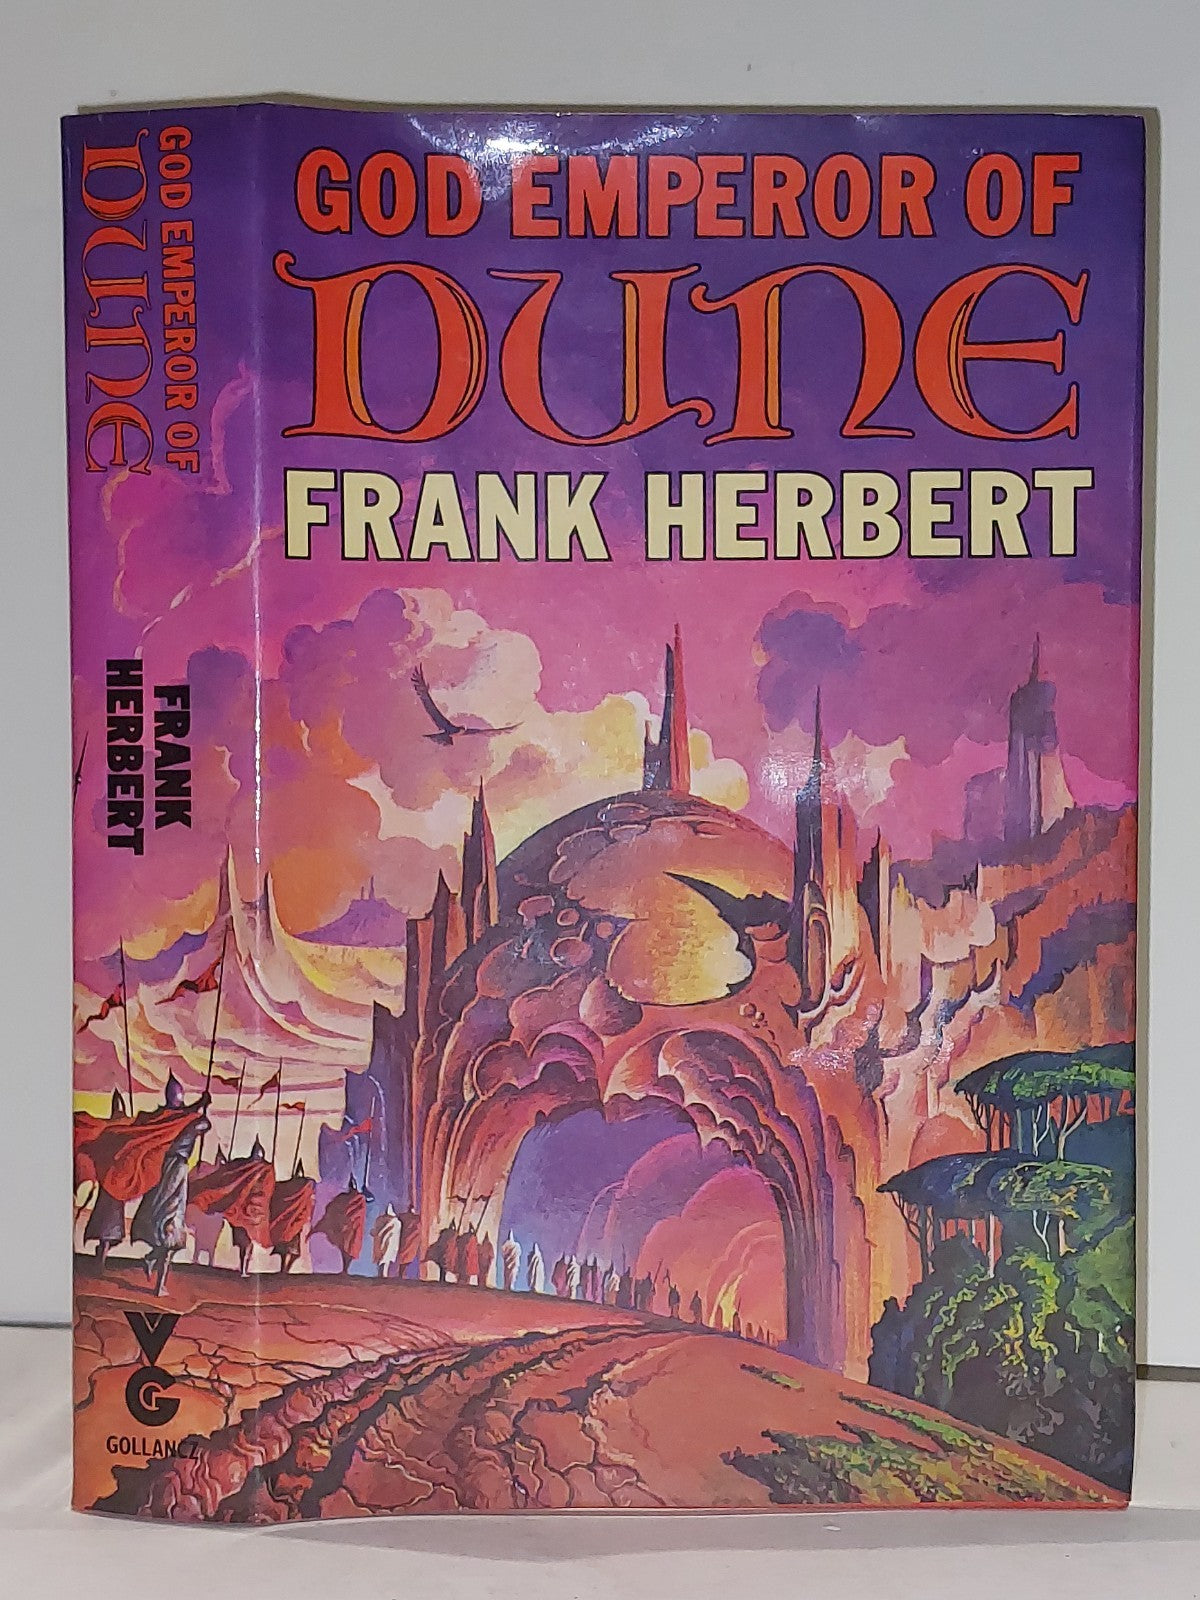 GOD EMPEROR OF
DUNE
FRANK
HERBERT
VG
GOLLANCZ
GOD EMPEROR OF
DUNE
FRANK HERBERT